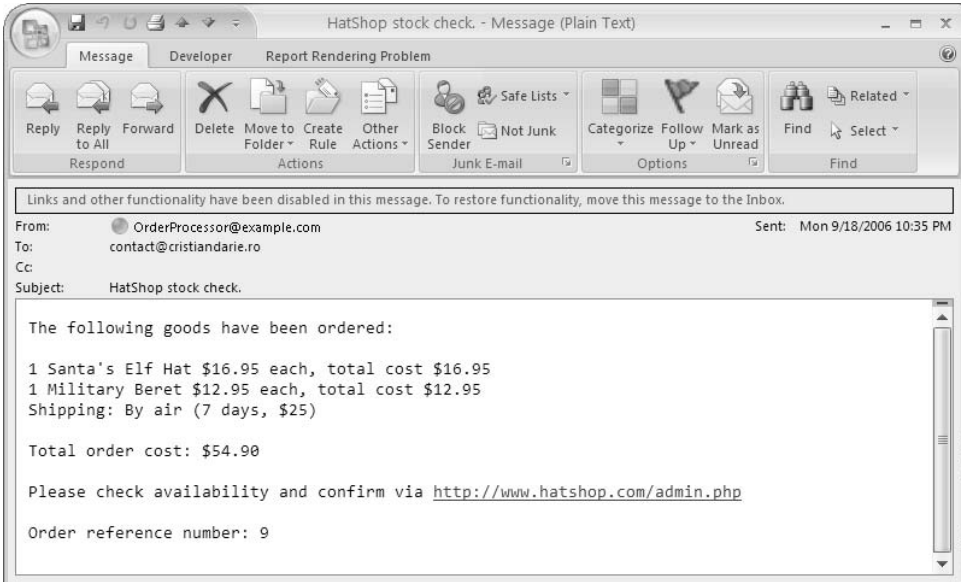 HatShop stock check. - Message (Plain Text)
Message Developer Report Rendering Problem
Reply Reply to All Forward Delete Move to Folder Create Rule Other Actions Block Sender Safe Lists Not Junk Categorize Follow Up Mark as Unread Find Related Select
Respond Actions Junk E-mail Options Find
Links and other functionality have been disabled in this message. To restore functionality, move this message to the Inbox.
From: OrderProcessor@example.com Sent: Mon 9/18/2006 10:35 PM
To: contact@cristiandarie.ro
Cc:
Subject: HatShop stock check.
The following goods have been ordered:
1 Santa's Elf Hat $16.95 each, total cost $16.95
1 Military Beret $12.95 each, total cost $12.95
Shipping: By air (7 days, $25)
Total order cost: $54.90
Please check availability and confirm via http://www.hatshop.com/admin.php
Order reference number: 9